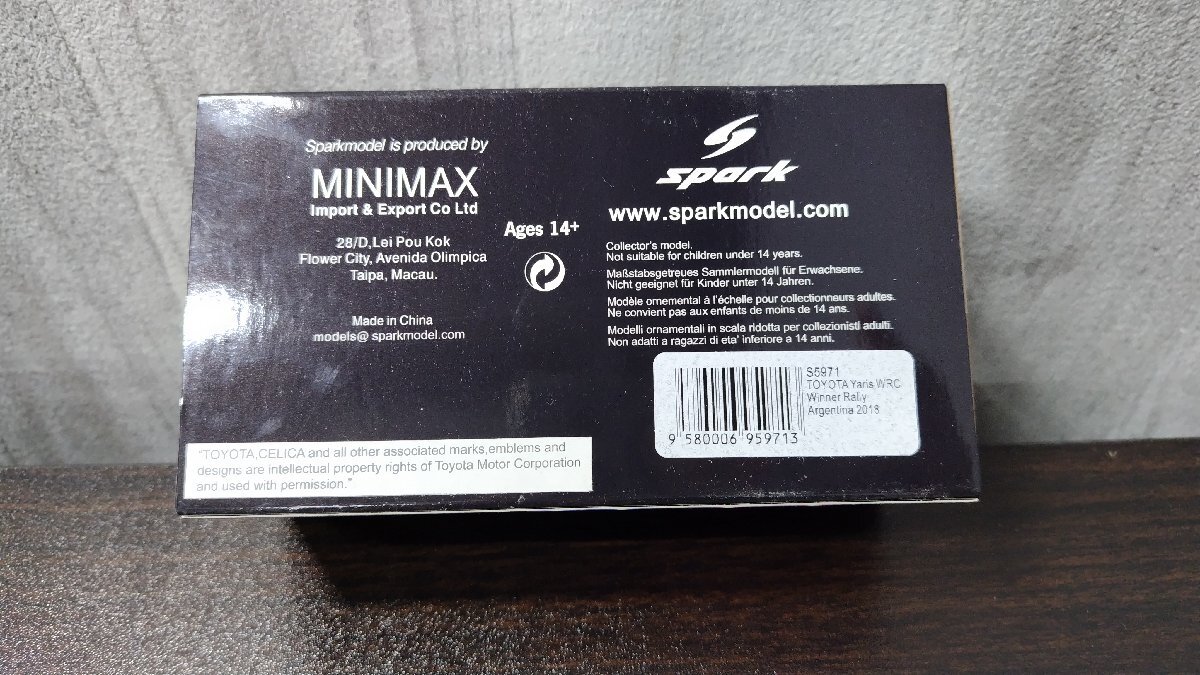 Sparkmodel is produced by
MINIMAX
Import & Export Co Ltd
28/D,Lei Pou Kok
Flower City, Avenida Olimpica
Taipa, Macau.
Made in China
models@sparkmodel.com
Ages 14+
spark
www.sparkmodel.com
Collector's model.
Not suitable for children under 14 years.
Maßstabsgetreues Sammlermodell für Erwachsene.
Nicht geeignet für Kinder unter 14 Jahren.
Modèle ornemental à l'échelle pour collectionneurs adultes.
Ne convient pas aux enfants de moins de 14 ans.
Modelli ornamentali in scala ridotta per collezionisti adulti.
Non adatti a ragazzi di eta' inferiore a 14 anni.
S5971
TOYOTA Yaris WRC
Winner Rally
Argentina 2018
9 580006 959713
"TOYOTA,CELICA and all other associated marks,emblems and
designs are intellectual property rights of Toyota Motor Corporation
and used with permission."